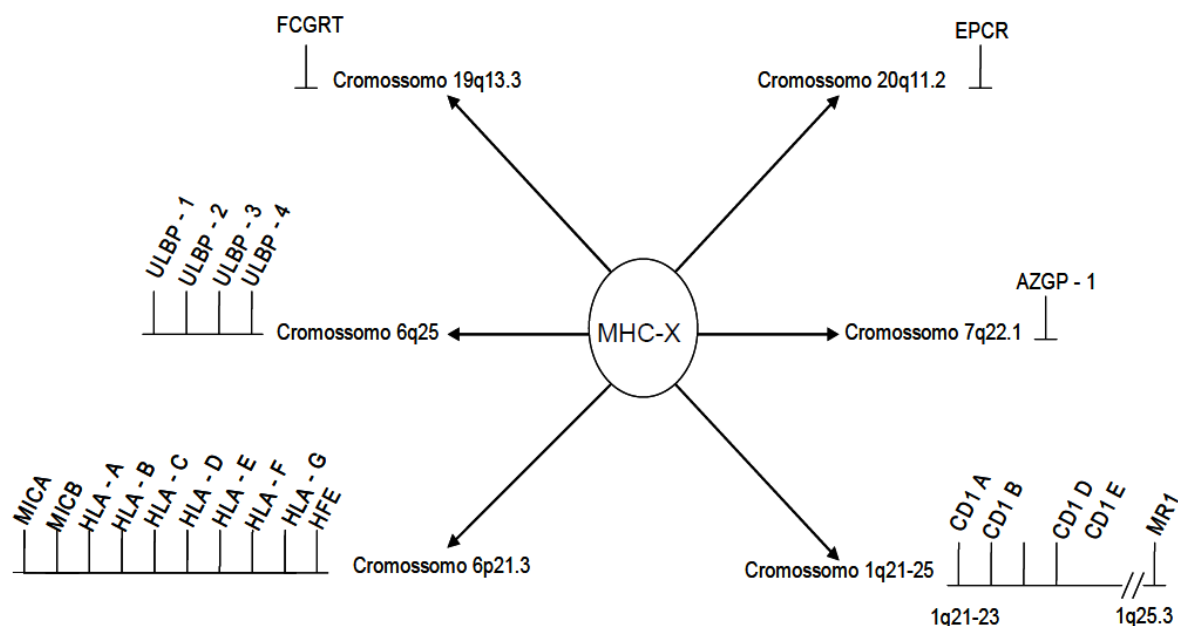 FCGRT
Cromossomo 19q13.3
EPCR
Cromossomo 20q11.2
ULBP - 1
ULBP - 2
ULBP - 3
ULBP - 4
Cromossomo 6q25
MHC-X
AZGP - 1
Cromossomo 7q22.1
MICA
MICB
HLA - A
HLA - B
HLA - C
HLA - D
HLA - E
HLA - F
HLA - G
HFE
Cromossomo 6p21.3
Cromossomo 1q21-25
CD1 A
CD1 B
CD1 D
CD1 E
MR1
1q21-23
1q25.3